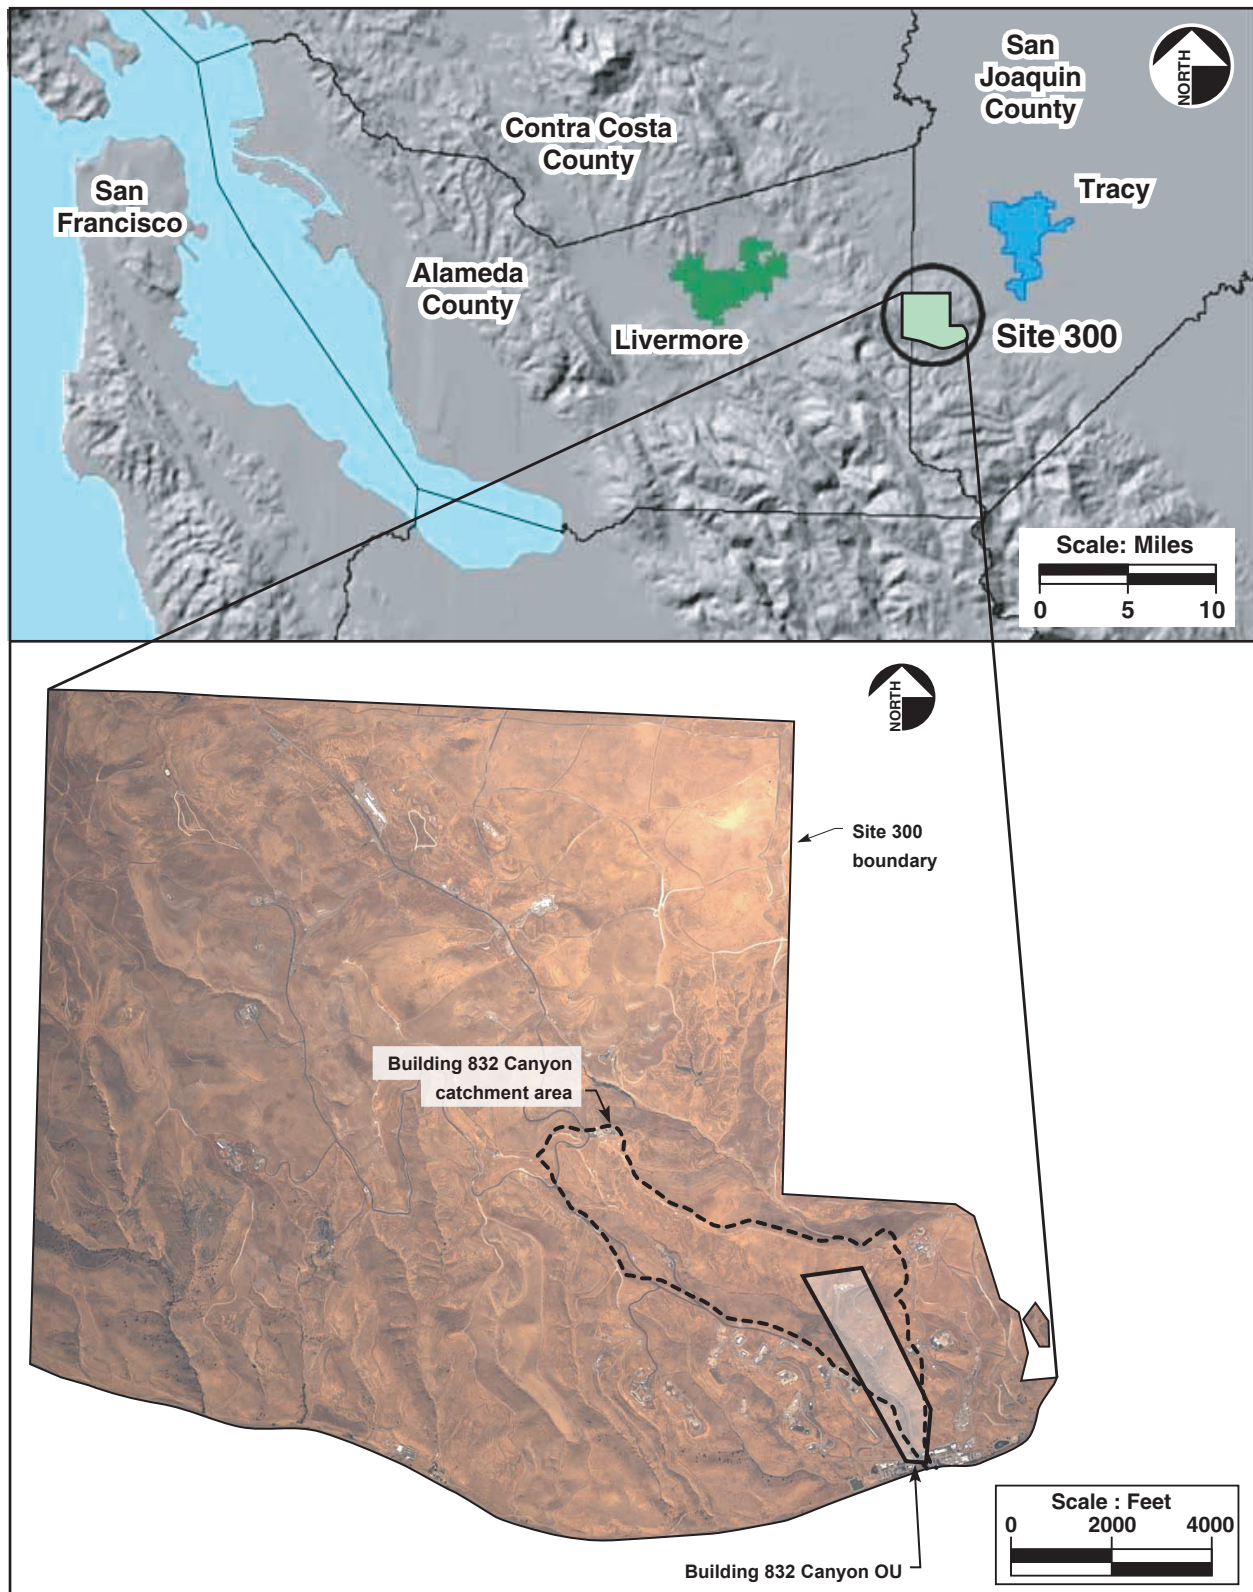 San
Joaquin
County
NORTH
Contra Costa
County
San
Francisco
Tracy
Alameda
County
Livermore
Site 300
Scale: Miles
0 5 10
NORTH
Site 300
boundary
Building 832 Canyon
catchment area
Scale : Feet
0 2000 4000
Building 832 Canyon OU